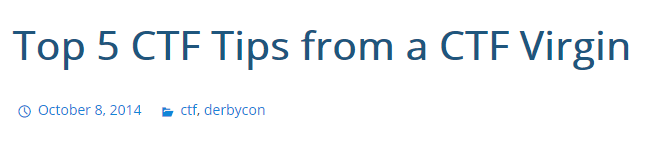 Top 5 CTF Tips from a CTF Virgin
October 8, 2014 ctf, derbycon